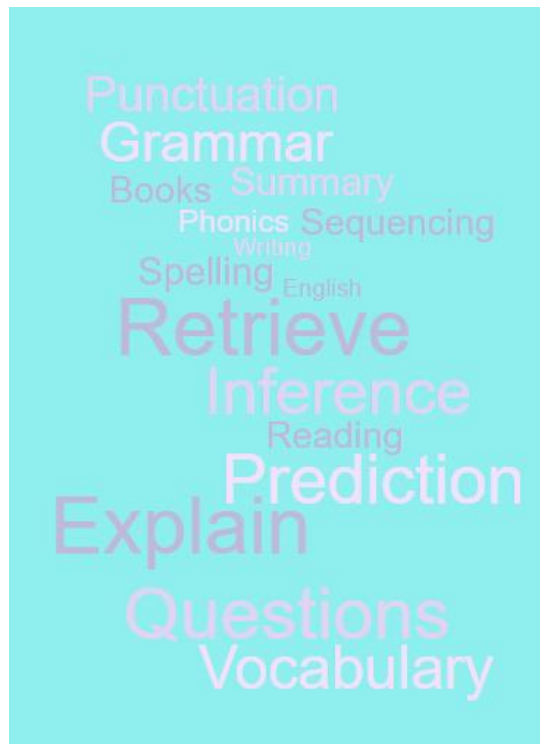 Punctuation
Grammar
Books Summary
Phonics Sequencing
Writing
Spelling English
Retrieve
Inference
Reading
Prediction
Explain
Questions
Vocabulary